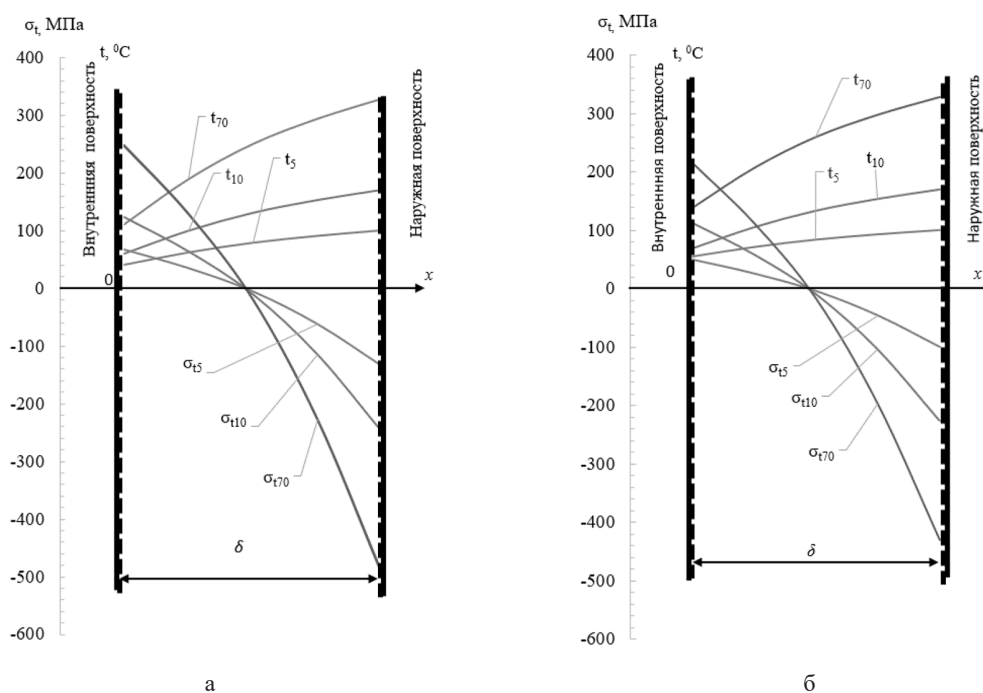 σt, МПа
t, ⁰C
400
300
200
100
0
-100
-200
-300
-400
-500
-600
Внутреннняя поверхность
0
t70
t10
t5
Наружная поверхность
x
σt5
σt10
σt70
δ
а
σt, МПа
t, ⁰C
400
300
200
100
0
-100
-200
-300
-400
-500
-600
Внутреннняя поверхность
0
t70
t5
t10
Наружная поверхность
x
σt5
σt10
σt70
δ
б